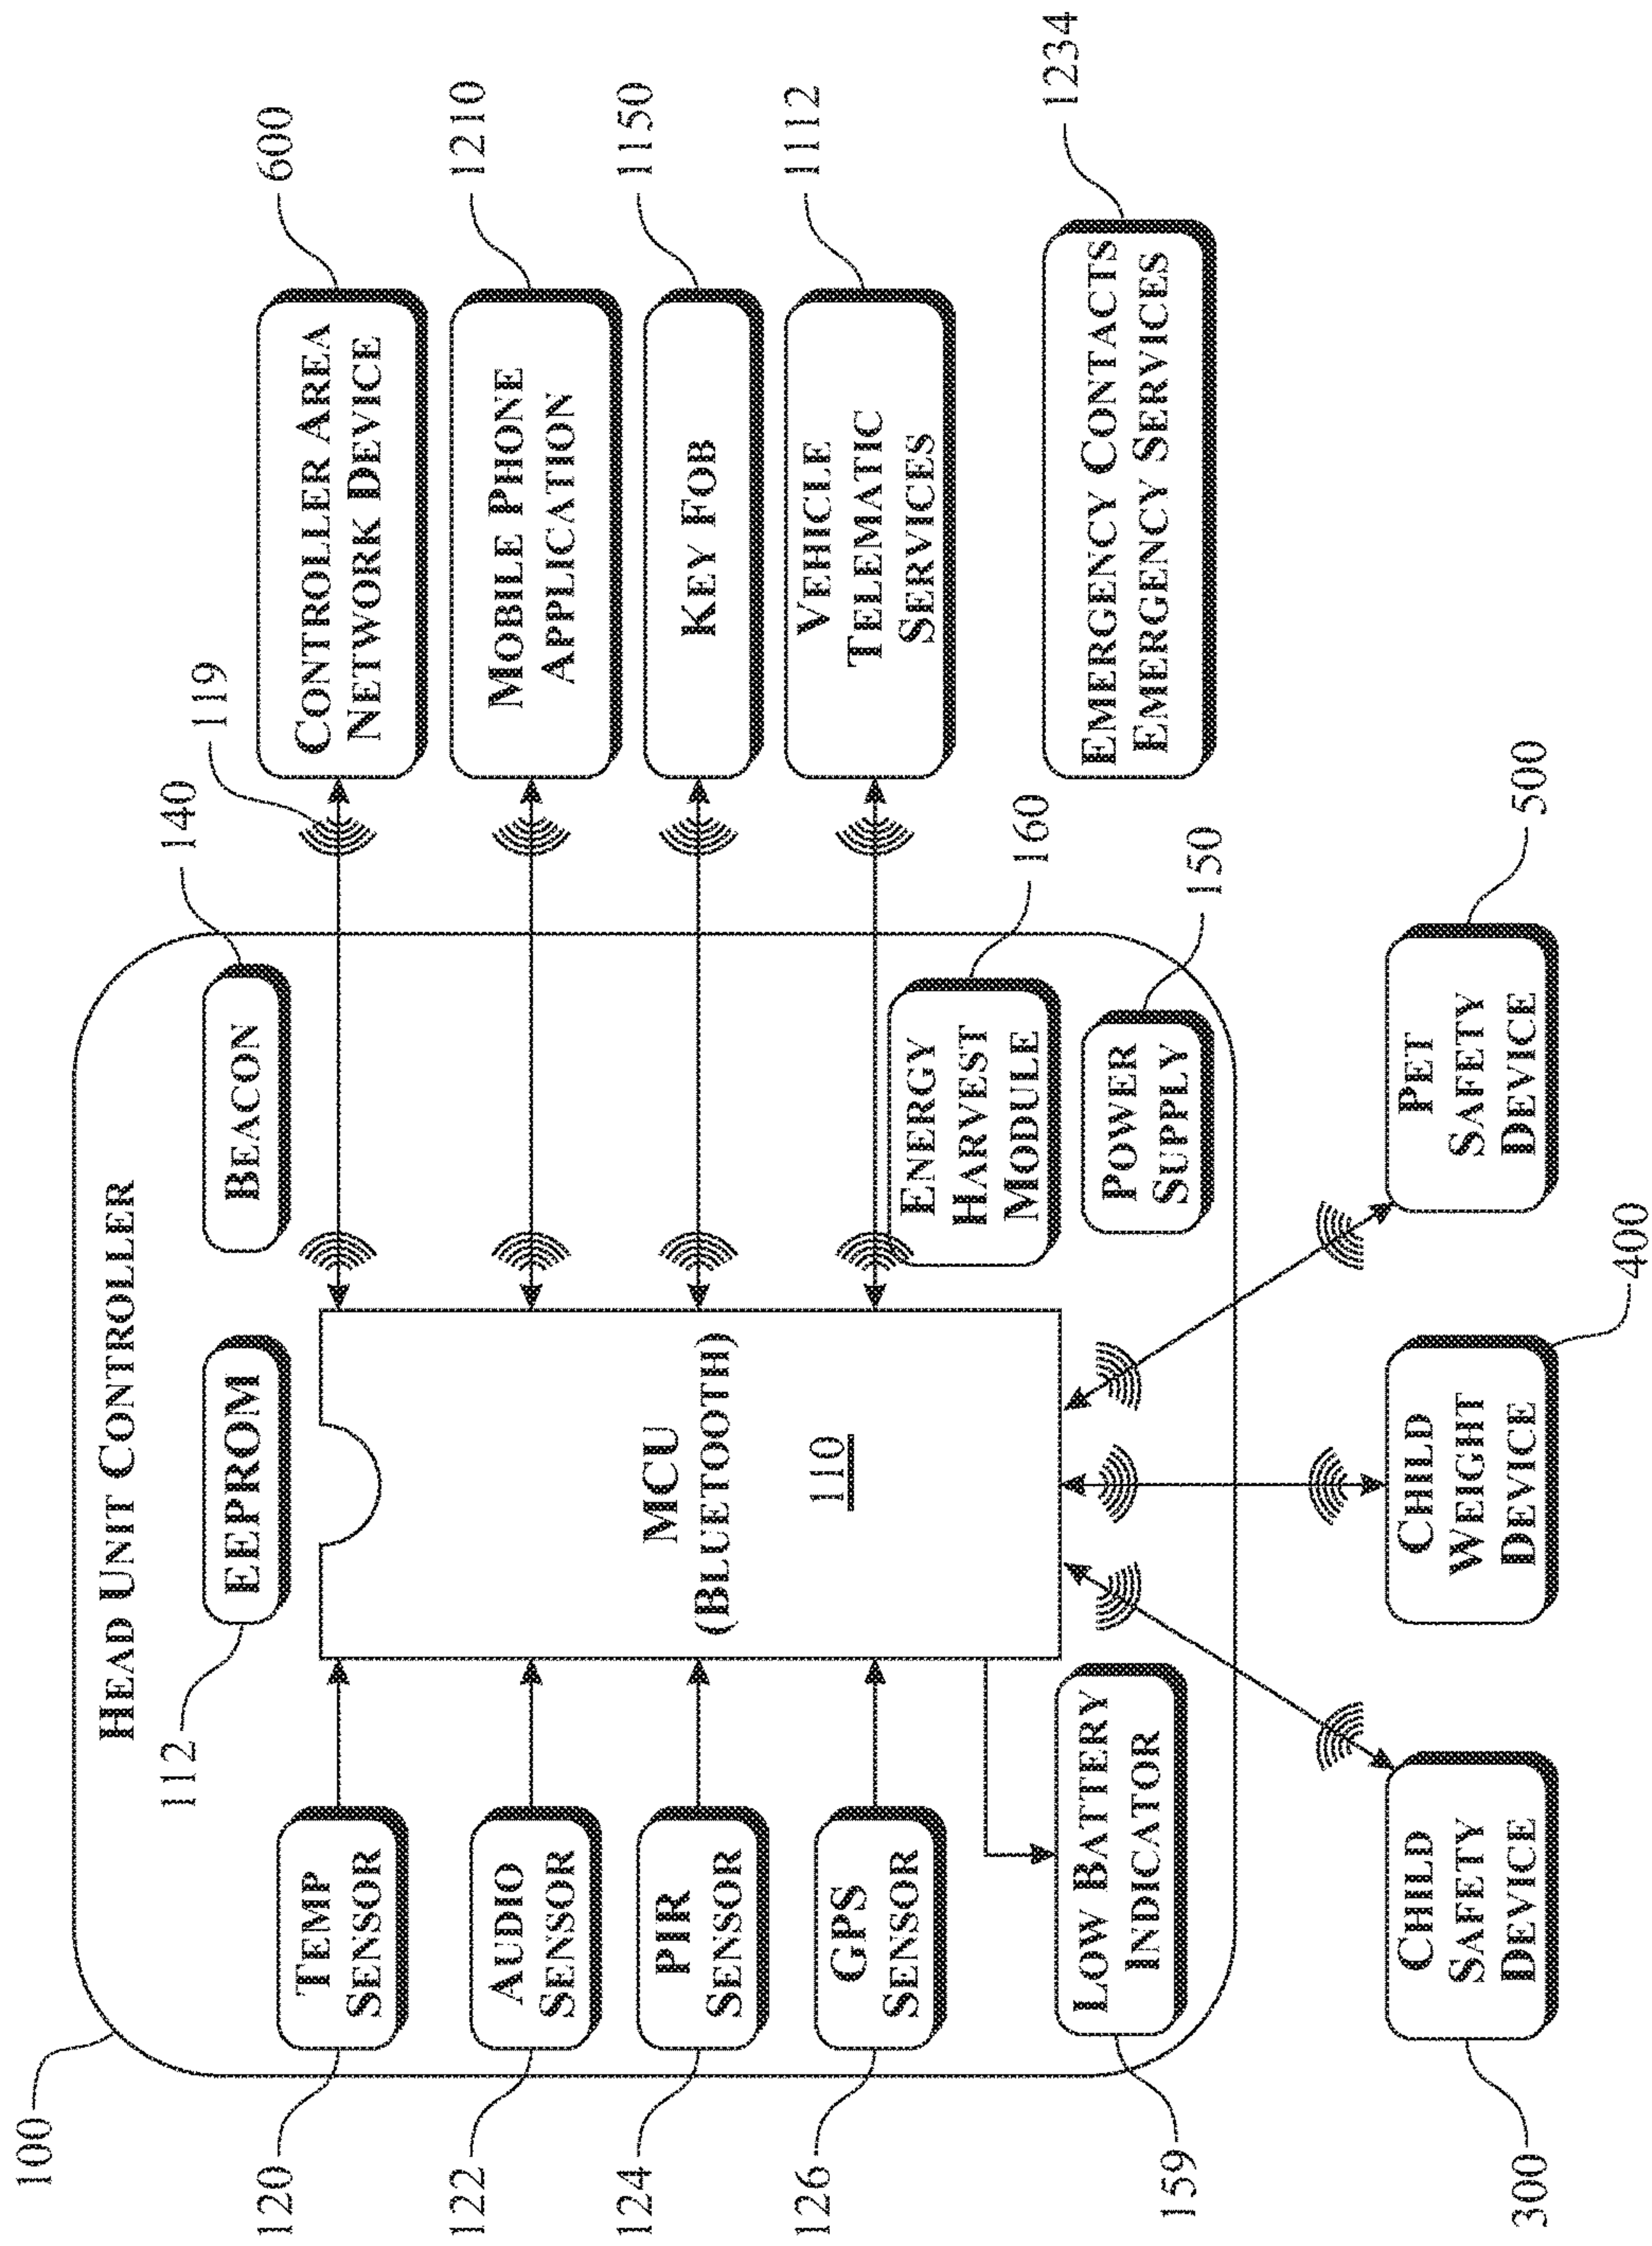 100
HEAD UNIT CONTROLLER
112
EEPROM
BEACON
140
119
120
TEMP
SENSOR
122
AUDIO
SENSOR
124
PIR
SENSOR
126
GPS
SENSOR
MCU
(BLUETOOTH)
110
CONTROLLER AREA
NETWORK DEVICE
600
MOBILE PHONE
APPLICATION
1210
KEY FOB
1150
VEHICLE
TELEMATIC
SERVICES
1112
ENERGY
HARVEST
MODULE
160
POWER
SUPPLY
150
159
LOW BATTERY
INDICATOR
EMERGENCY CONTACTS
EMERGENCY SERVICES
1234
300
CHILD
SAFETY
DEVICE
CHILD
WEIGHT
DEVICE
400
PET
SAFETY
DEVICE
500